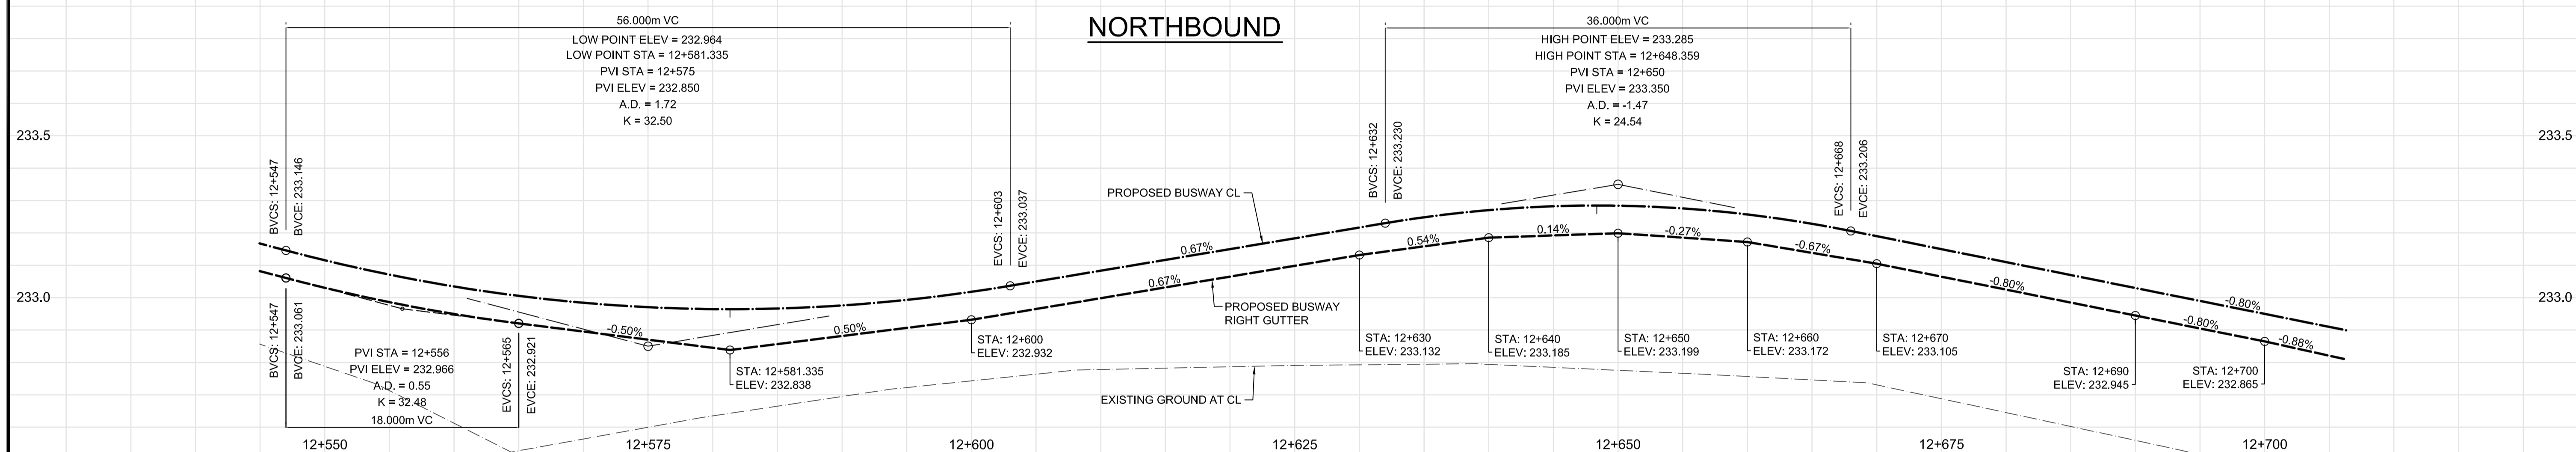 NORTHBOUND
56.000m VC
LOW POINT ELEV = 232.964
LOW POINT STA = 12+581.335
PVI STA = 12+575
PVI ELEV = 232.850
A.D. = 1.72
K = 32.50
36.000m VC
HIGH POINT ELEV = 233.285
HIGH POINT STA = 12+648.359
PVI STA = 12+650
PVI ELEV = 233.350
A.D. = -1.47
K = 24.54
233.5
233.5
BVCS: 12+547
BVCE: 233.146
EVCS: 12+603
EVCE: 233.037
BVCS: 12+632
BVCE: 233.230
EVCS: 12+668
EVCE: 233.206
PROPOSED BUSWAY CL
0.67%
0.54%
0.14%
-0.27%
-0.67%
233.0
233.0
0.67%
-0.80%
-0.80%
PROPOSED BUSWAY
RIGHT GUTTER
-0.50%
0.50%
-0.80%
-0.88%
BVCS: 12+547
BVCE: 233.061
PVI STA = 12+556
PVI ELEV = 232.966
A.D. = 0.55
K = 32.48
18.000m VC
EVCS: 12+565
EVCE: 232.921
STA: 12+581.335
ELEV: 232.838
STA: 12+600
ELEV: 232.932
STA: 12+630
ELEV: 233.132
STA: 12+640
ELEV: 233.185
STA: 12+650
ELEV: 233.199
STA: 12+660
ELEV: 233.172
STA: 12+670
ELEV: 233.105
STA: 12+690
ELEV: 232.945
STA: 12+700
ELEV: 232.865
EXISTING GROUND AT CL
12+550
12+575
12+600
12+625
12+650
12+675
12+700